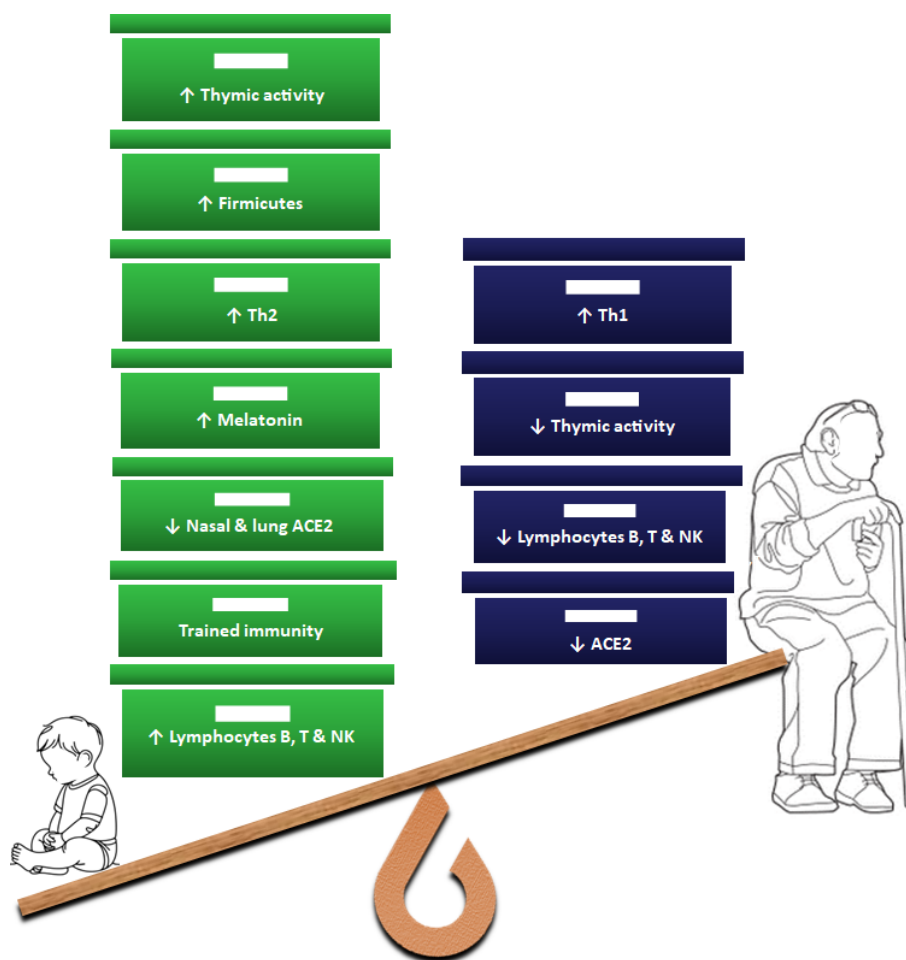 ↑ Thymic activity
↑ Firmicutes
↑ Th2
↑ Melatonin
↓ Nasal & lung ACE2
Trained immunity
↑ Lymphocytes B, T & NK
↑ Th1
↓ Thymic activity
↓ Lymphocytes B, T & NK
↓ ACE2